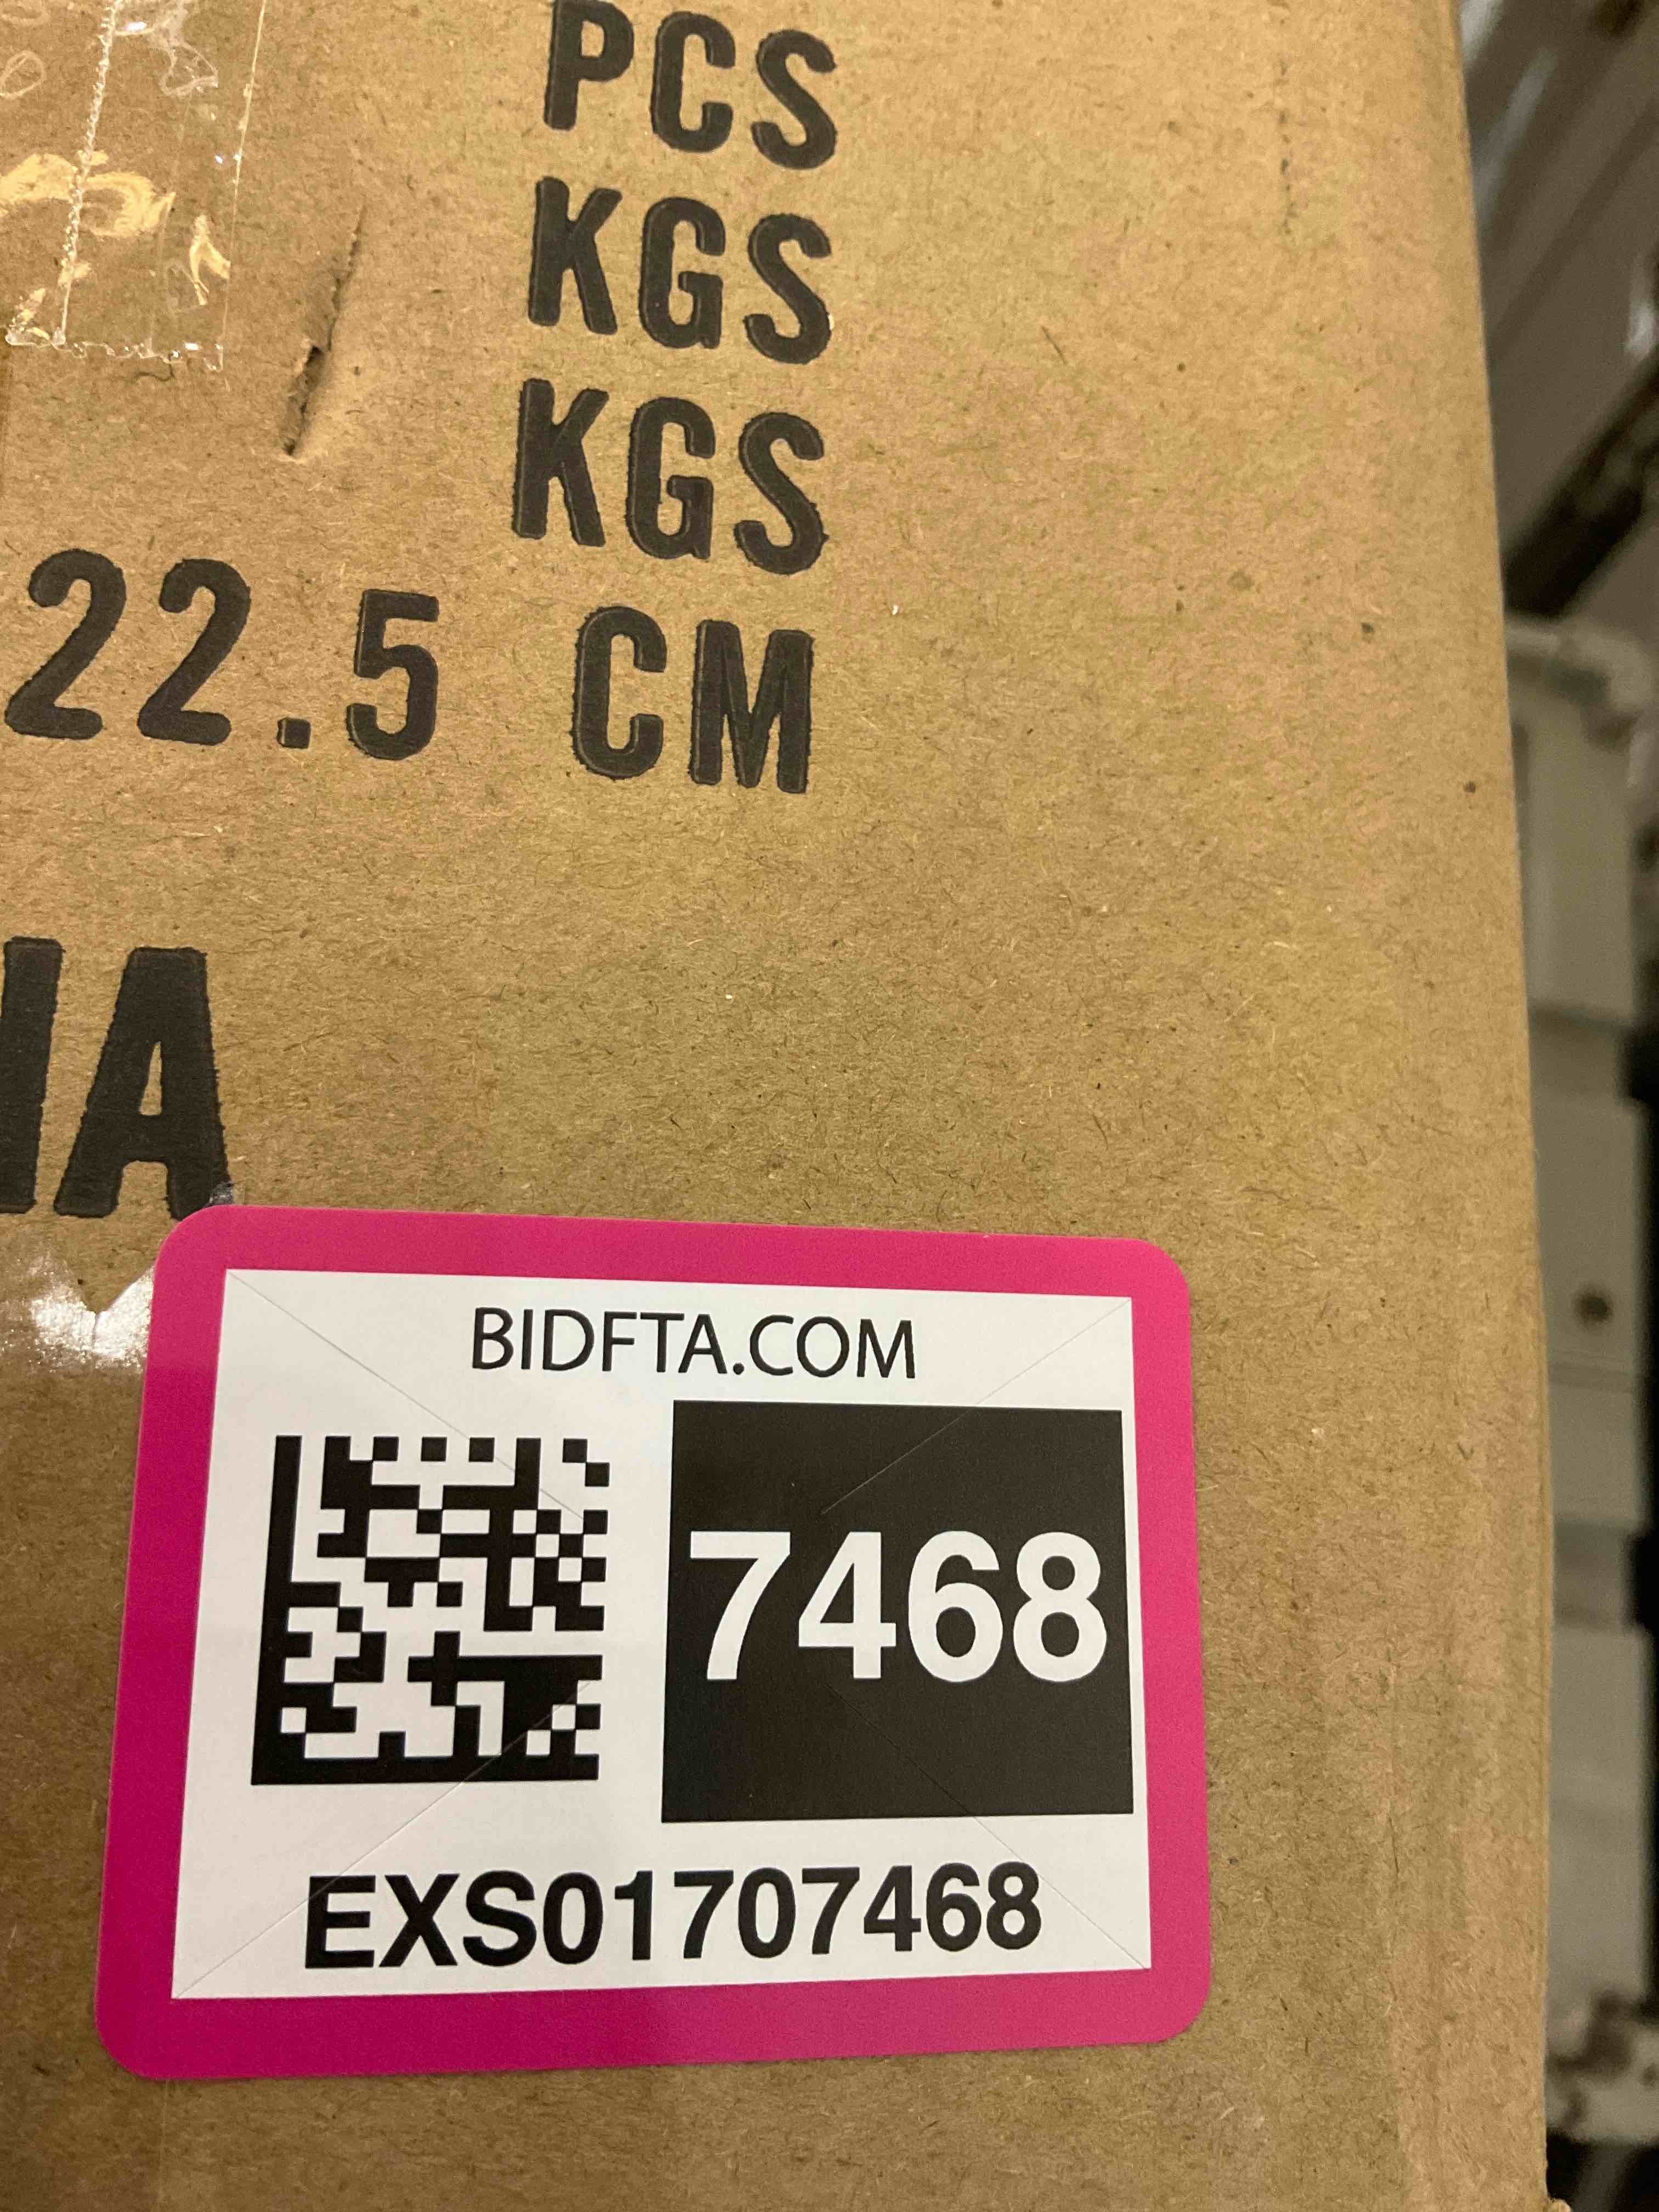 PCS
KGS
KGS
22.5 CM
IA
BIDFTA.COM
7468
EXS01707468